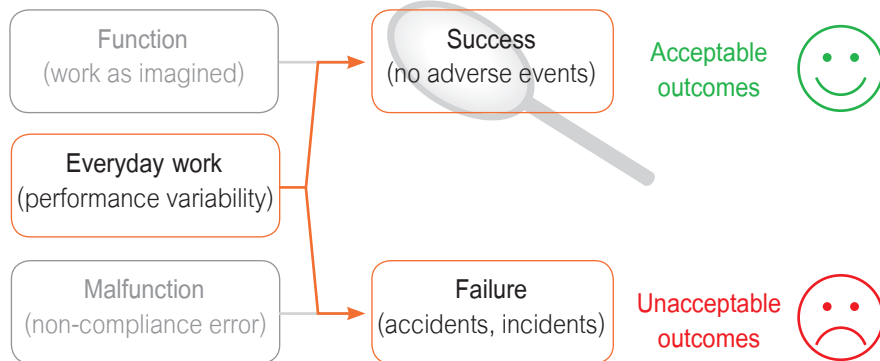 Function
(work as imagined)
Success
(no adverse events)
Acceptable
outcomes
Everyday work
(performance variability)
Malfunction
(non-compliance error)
Failure
(accidents, incidents)
Unacceptable
outcomes